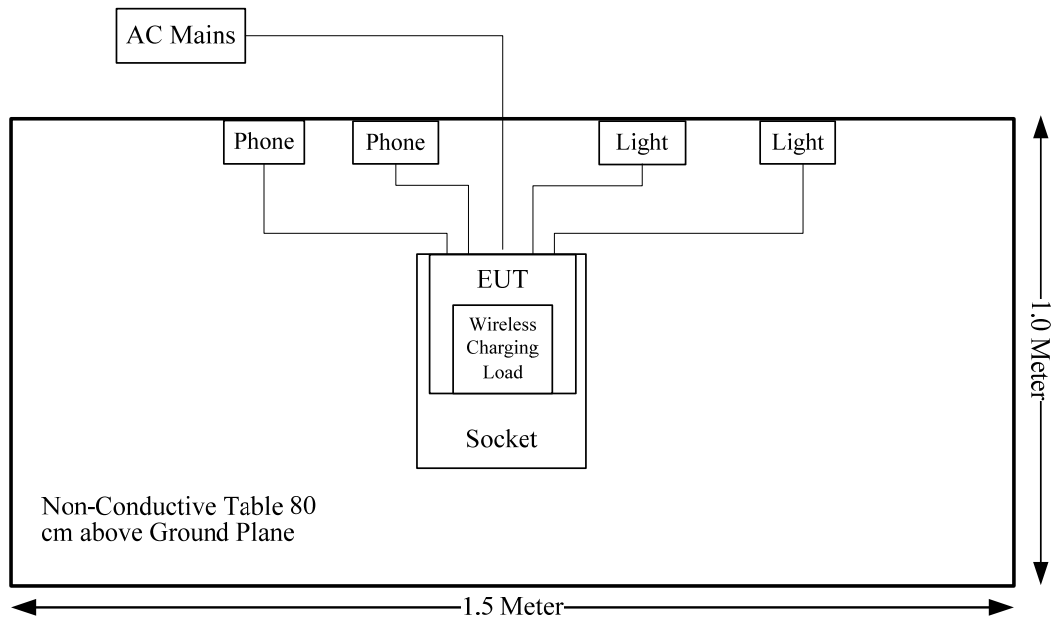 AC Mains
Phone
Phone
Light
Light
EUT
Wireless
Charging
Load
Socket
Non-Conductive Table 80
cm above Ground Plane
1.0 Meter
1.5 Meter